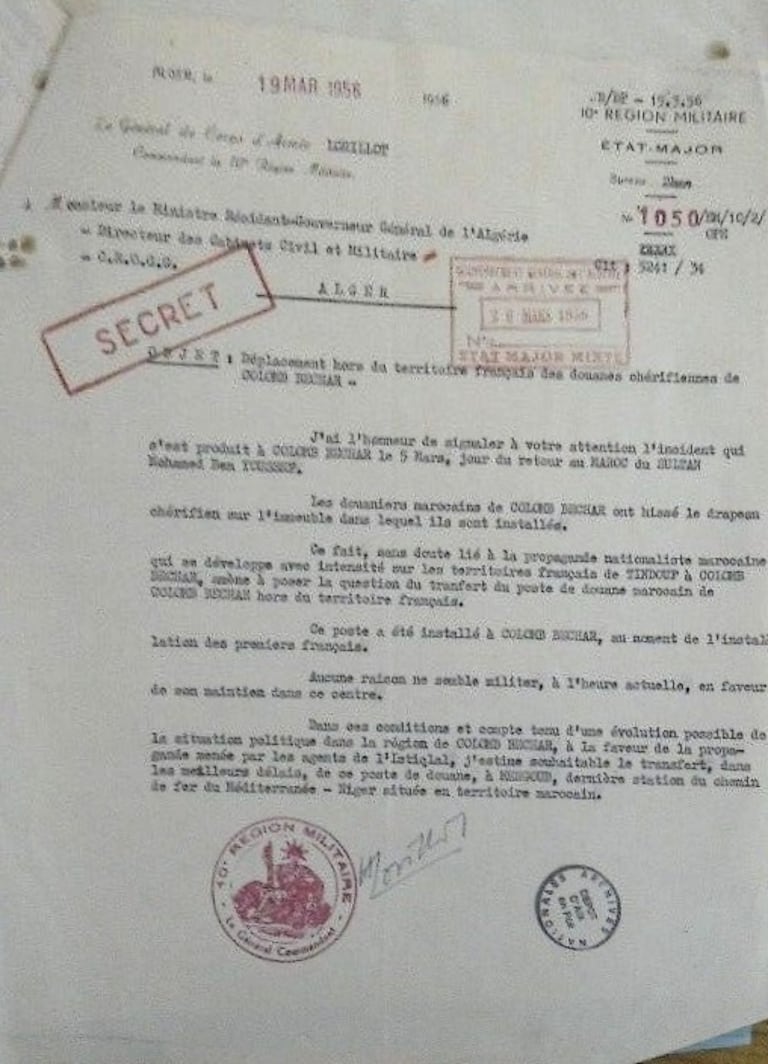 ALGER, le 19 MAR 1956 1956
B/BP - 15.3.56
10e REGION MILITAIRE
ETAT-MAJOR
Le Général de Corps d'Armée LORILLOT
Commandant la 10e Région Militaire.
Bureau
N° 1050/EM/10/2/
à Monsieur le Ministre Résidant-Gouverneur Général de l'Algérie
" Directeur des Cabinets Civil et Militaire
" C.R.O.G.G.
5241 / 34
ALGER
ARRIVEE
26 MARS 1956
N°
ETAT MAJOR MIXTE
SECRET
OBJET : Déplacement hors du territoire français des douanes chérifiennes de
COLOMB BECHAR -
J'ai l'honneur de signaler à votre attention l'incident qui
s'est produit à COLOMB BECHAR le 5 Mars, jour du retour au MAROC du SULTAN
Mohamed Ben YOUSSEF.
Les douaniers marocains de COLOMB BECHAR ont hissé le drapeau
chérifien sur l'immeuble dans lequel ils sont installés.
Ce fait, sans doute lié à la propagande nationaliste marocaine
qui se développe avec intensité sur les territoires français de TINDOUF à COLOMB
BECHAR, amène à poser la question du tranfert du poste de douane marocain de
COLOMB BECHAR hors du territoire français.
Ce poste a été installé à COLOMB BECHAR, au moment de l'instal-
lation des premiers français.
Aucune raison ne semble militer, à l'heure actuelle, en faveur
de son maintien dans ce centre.
Dans ces conditions et compte tenu d'une évolution possible de
la situation politique dans la région de COLOMB BECHAR, à la faveur de la propa-
gande menée par les agents de l'Istiqlal, j'estime souhaitable le transfert, dans
les meilleurs délais, de ce poste de douane, à MENGOUB, dernière station du chemin
de fer du Méditerranée - Niger située en territoire marocain.
10e REGION MILITAIRE
Le Général Commandant
Lorillot
ARCHIVES NATIONALES
DEPOT
D'AIX